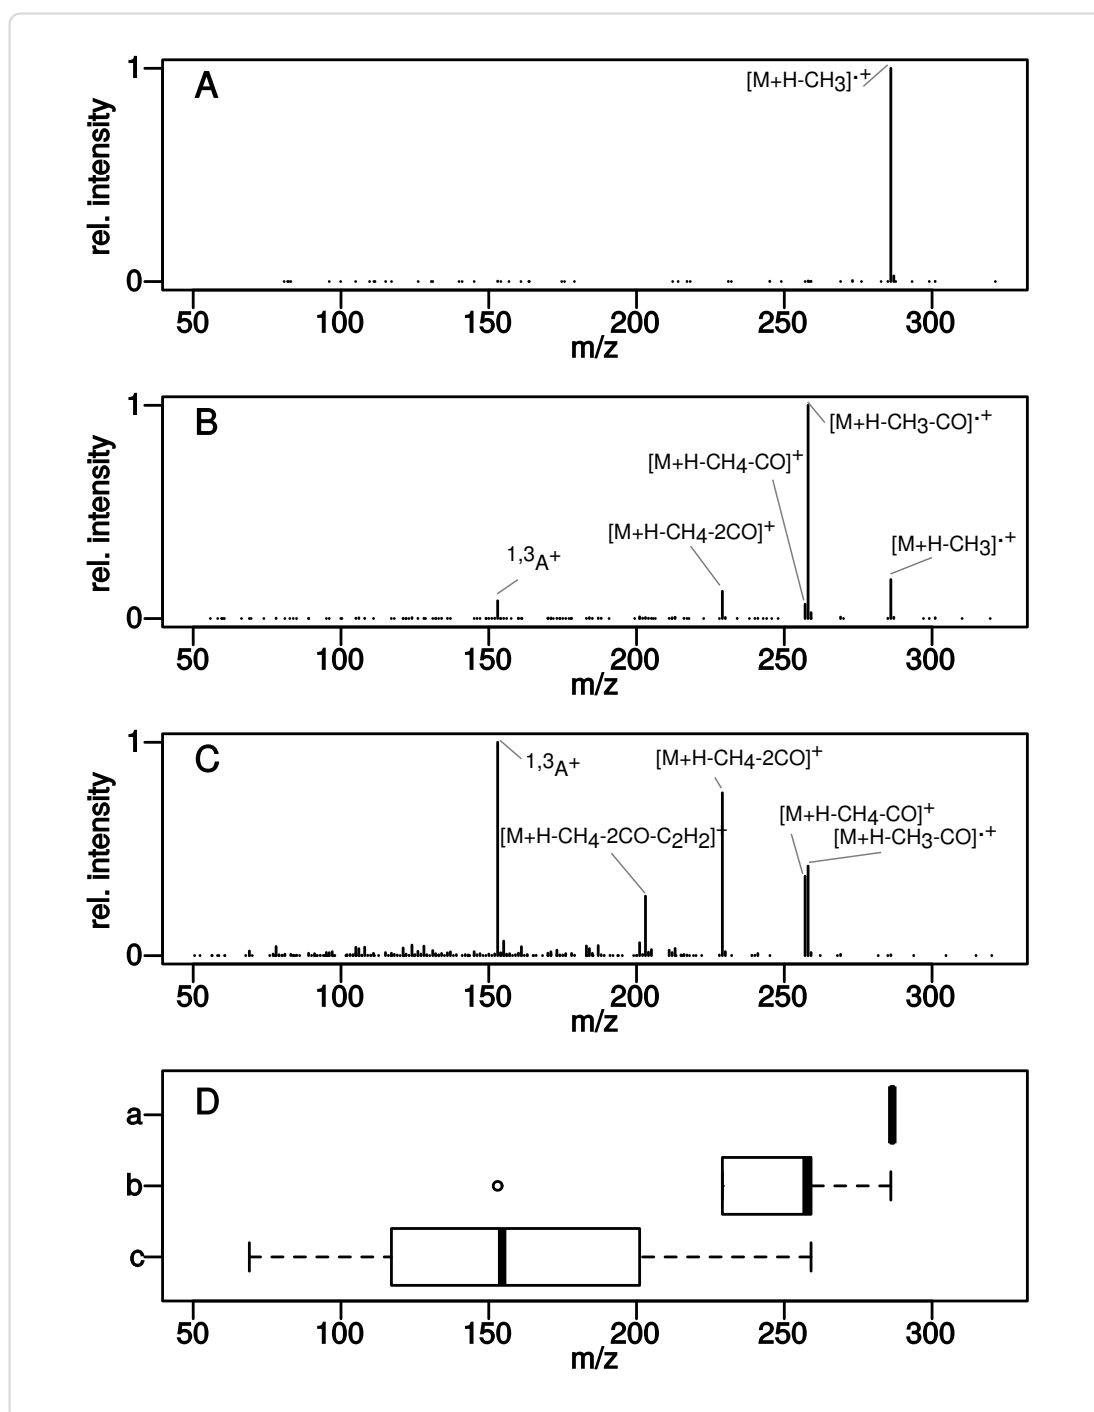 A
[M+H-CH3]·+
rel. intensity
1
0
50 100 150 200 250 300
m/z
B
[M+H-CH3-CO]·+
[M+H-CH4-CO]+
[M+H-CH4-2CO]+
[M+H-CH3]·+
1,3A+
rel. intensity
1
0
50 100 150 200 250 300
m/z
C
1,3A+
[M+H-CH4-2CO]+
[M+H-CH4-CO]+
[M+H-CH4-2CO-C2H2]+
[M+H-CH3-CO]·+
rel. intensity
1
0
50 100 150 200 250 300
m/z
D
a
b
c
50 100 150 200 250 300
m/z